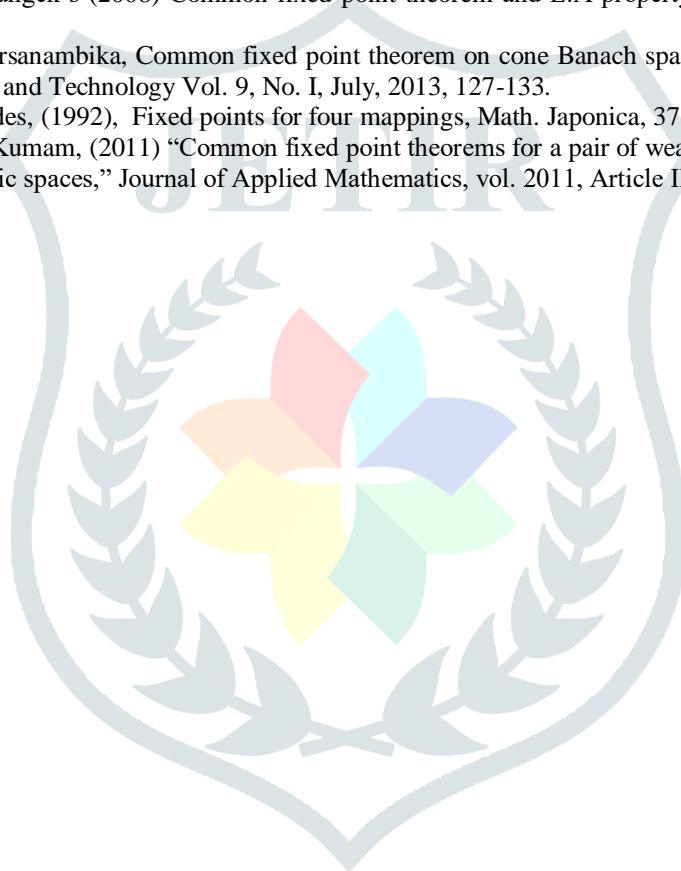 (2008) Common fixed point theorem and E.A property
rsanambika, Common fixed point theorem on cone Banach spa
and Technology Vol. 9, No. I, July, 2013, 127-133.
des, (1992), Fixed points for four mappings, Math. Japonica, 37
Kumam, (2011) “Common fixed point theorems for a pair of wea
ic spaces,” Journal of Applied Mathematics, vol. 2011, Article I
JETIR